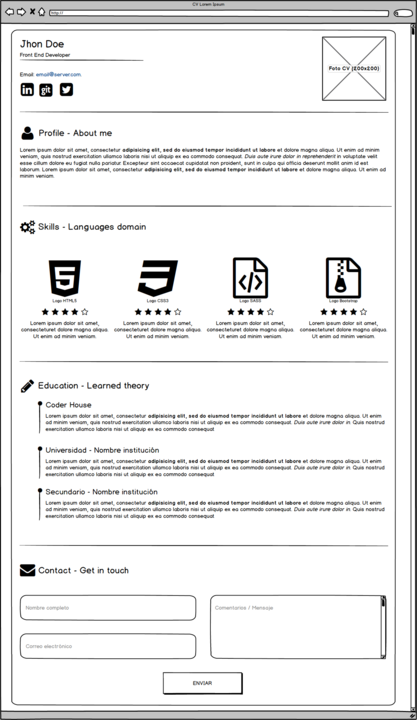 CV Lorem Ipsum
http://
Jhon Doe
Front End Developer
Email: email@server.com
in git
Foto CV (200x200)
Profile - About me
Lorem ipsum dolor sit amet, consectetur adipisicing elit, sed do eiusmod tempor incididunt ut labore et dolore magna aliqua. Ut enim ad minim
veniam, quis nostrud exercitation ullamco laboris nisi ut aliquip ex ea commodo consequat. Duis aute irure dolor in reprehenderit in voluptate velit
esse cillum dolore eu fugiat nulla pariatur. Excepteur sint occaecat cupidatat non proident, sunt in culpa qui officia deserunt mollit anim id est
laborum. Lorem ipsum dolor sit amet, consectetur adipisicing elit, sed do eiusmod tempor incididunt ut labore et dolore magna aliqua. Ut enim ad
minim veniam.
Skills - Languages domain
Logo HTML5
Logo CSS3
Logo SASS
Logo Bootstrap
Lorem ipsum dolor sit amet,
consecteturet dolore magna aliqua.
Ut enim ad minim veniam.
Lorem ipsum dolor sit amet,
consecteturet dolore magna aliqua.
Ut enim ad minim veniam.
Lorem ipsum dolor sit amet,
consecteturet dolore magna aliqua.
Ut enim ad minim veniam.
Lorem ipsum dolor sit amet,
consecteturet dolore magna aliqua.
Ut enim ad minim veniam.
Education - Learned theory
Coder House
Lorem ipsum dolor sit amet, consectetur adipisicing elit, sed do eiusmod tempor incididunt ut labore et dolore magna aliqua. Ut enim
ad minim veniam, quis nostrud exercitation ullamco laboris nisi ut aliquip ex ea commodo consequat. Duis aute irure dolor in. Quis nostrud
exercitation ullamco laboris nisi ut aliquip ex ea commodo consequat
Universidad - Nombre institución
Lorem ipsum dolor sit amet, consectetur adipisicing elit, sed do eiusmod tempor incididunt ut labore et dolore magna aliqua. Ut enim
ad minim veniam, quis nostrud exercitation ullamco laboris nisi ut aliquip ex ea commodo consequat. Duis aute irure dolor in. Quis nostrud
exercitation ullamco laboris nisi ut aliquip ex ea commodo consequat
Secundario - Nombre institución
Lorem ipsum dolor sit amet, consectetur adipisicing elit, sed do eiusmod tempor incididunt ut labore et dolore magna aliqua. Ut enim
ad minim veniam, quis nostrud exercitation ullamco laboris nisi ut aliquip ex ea commodo consequat. Duis aute irure dolor in. Quis nostrud
exercitation ullamco laboris nisi ut aliquip ex ea commodo consequat
Contact - Get in touch
Nombre completo
Comentarios / Mensaje
Correo electrónico
ENVIAR